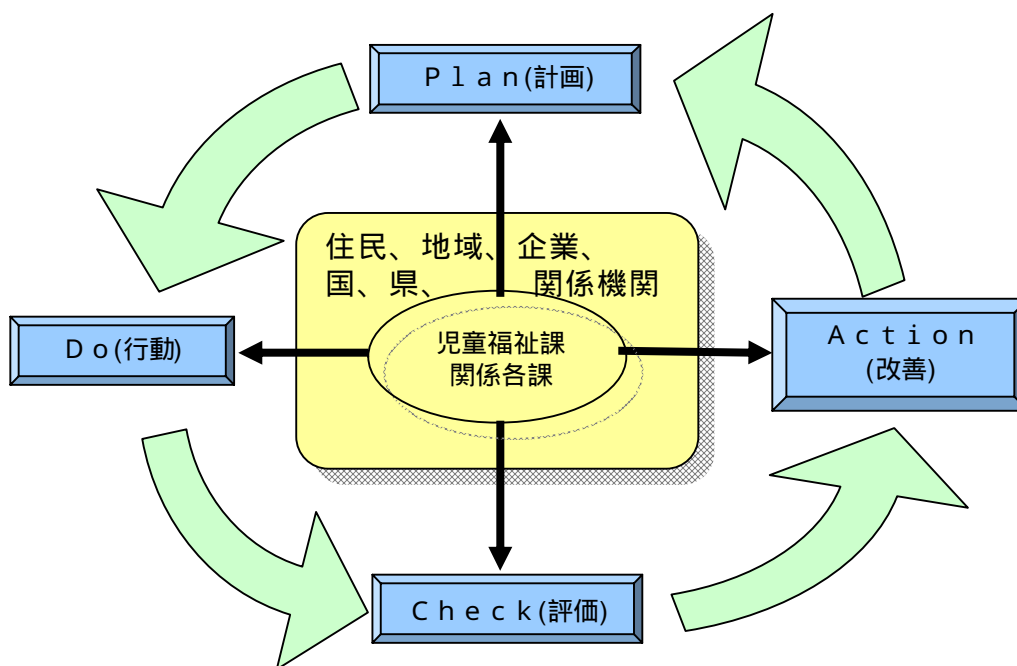 Ｐｌａｎ(計画)
住民、地域、企業、
国、県、　　　関係機関
児童福祉課
関係各課
Ｄｏ(行動)
Ａｃｔｉｏｎ
(改善)
Ｃｈｅｃｋ(評価)